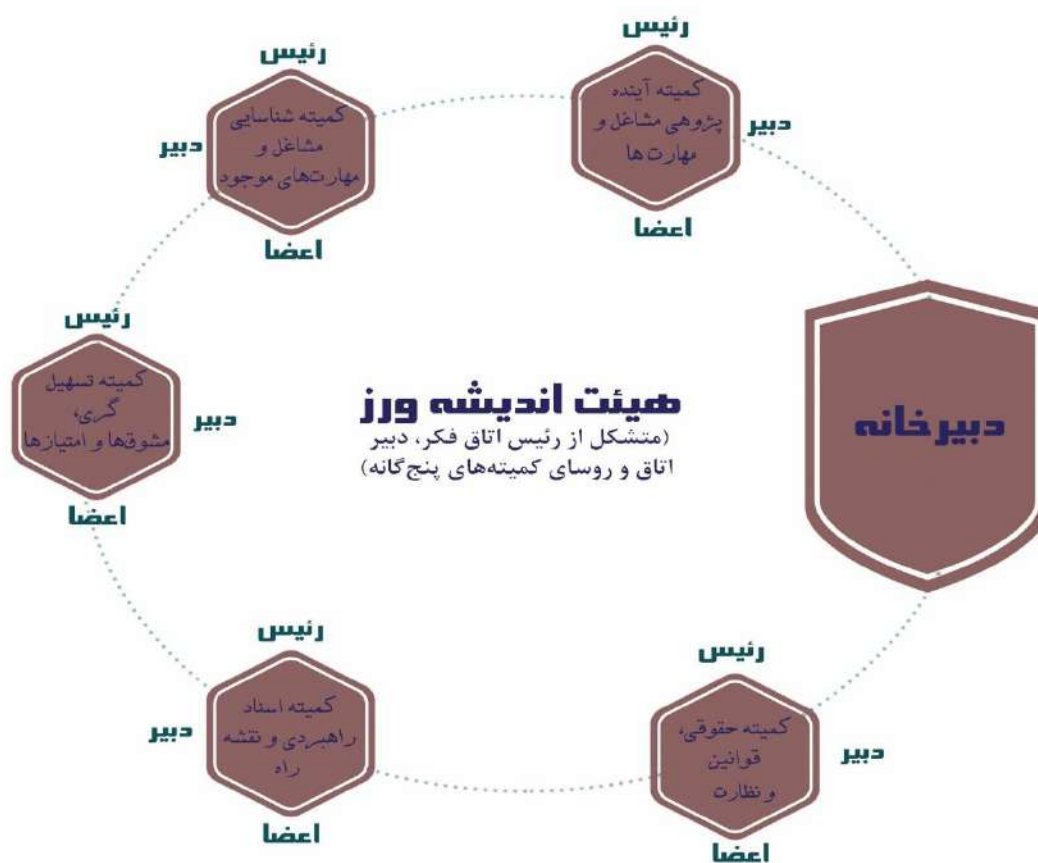 رئیس
کمیته آینده
پژوهی مشاغل و
مهارت ها
دبیر
اعضا
رئیس
کمیته شناسایی
مشاغل و
مهارت‌های موجود
دبیر
اعضا
رئیس
کمیته تسهیل
گری،
مشوق‌ها و امتیازها
دبیر
اعضا
هیئت اندیشه ورز
(متشکل از رئیس اتاق فکر، دبیر
اتاق و روسای کمیته‌های پنج‌گانه)
دبیرخانه
رئیس
کمیته اسناد
راهبردی و نقشه
راه
دبیر
اعضا
رئیس
کمیته حقوقی،
قوانین
و نظارت
دبیر
اعضا